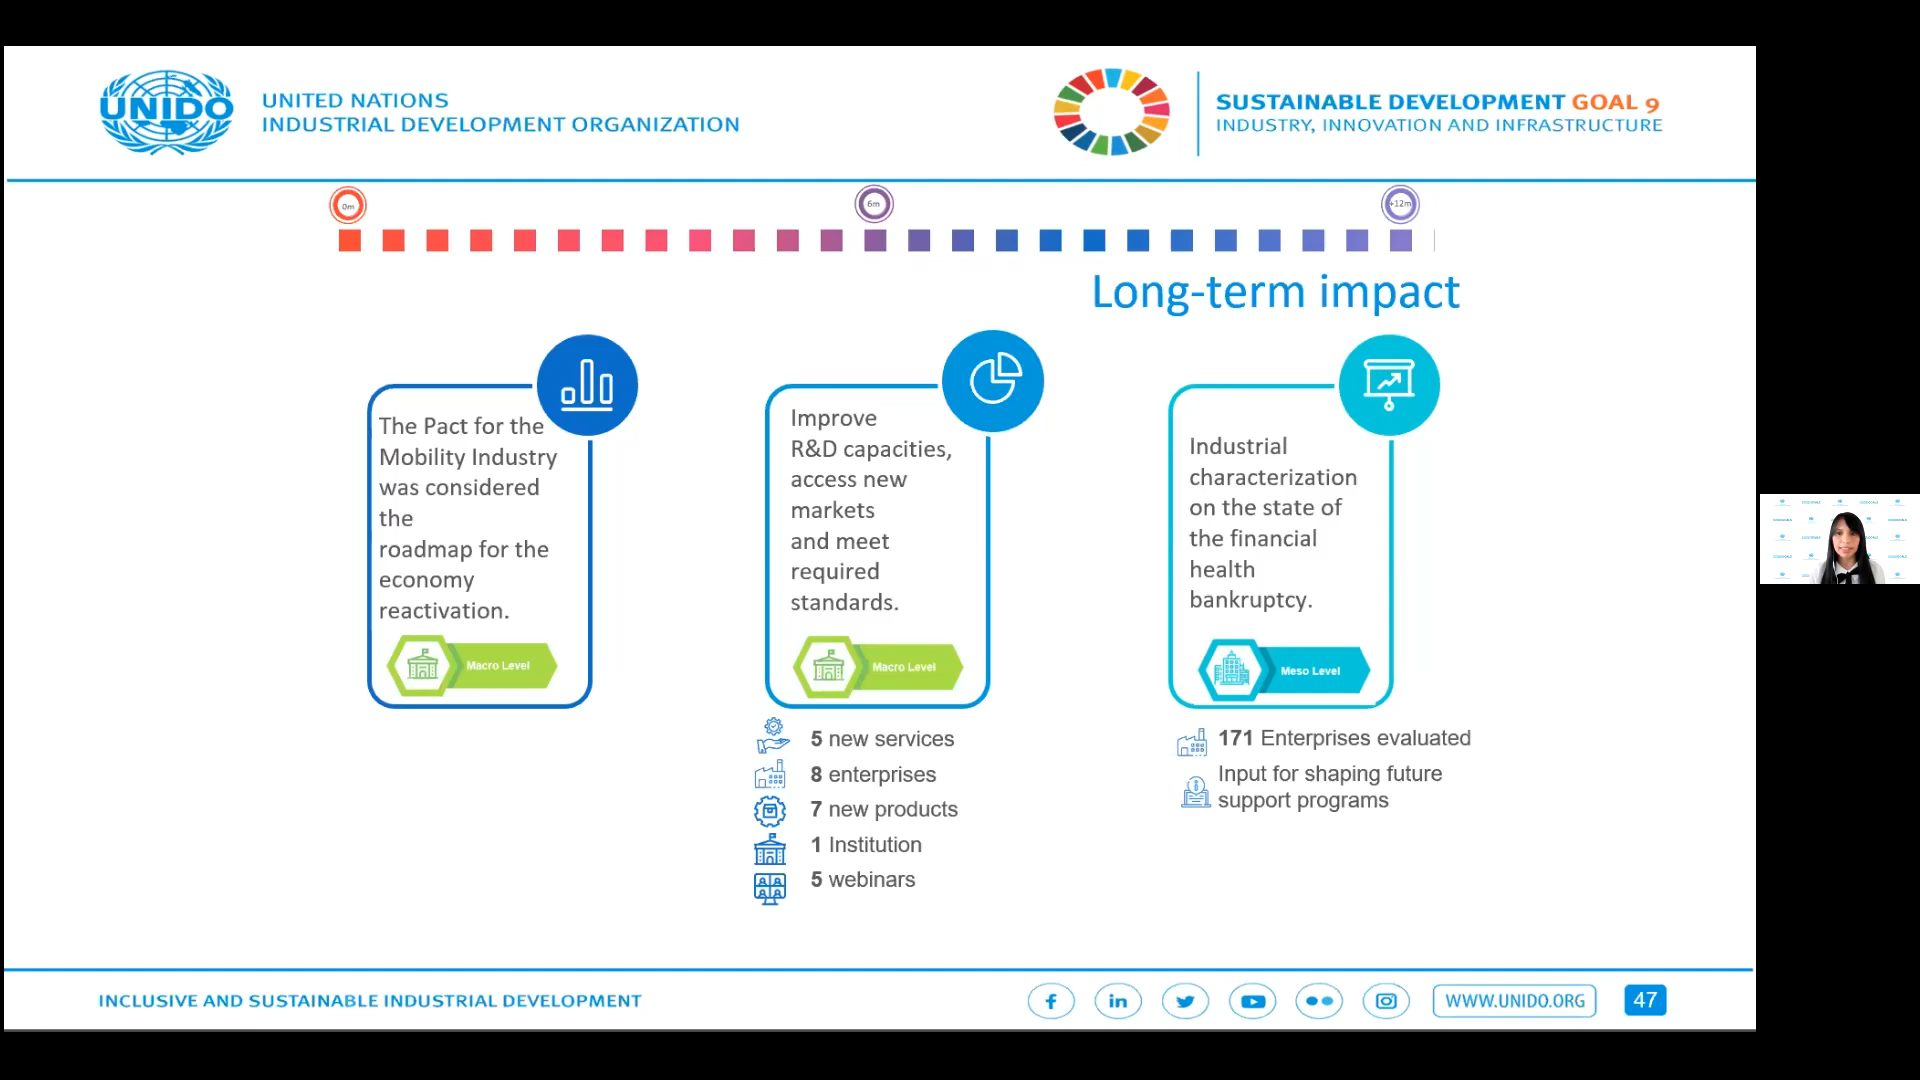 UNIDO
UNITED NATIONS
INDUSTRIAL DEVELOPMENT ORGANIZATION
SUSTAINABLE DEVELOPMENT GOAL 9
INDUSTRY, INNOVATION AND INFRASTRUCTURE
0m
6m
+12m
Long-term impact
The Pact for the
Mobility Industry
was considered
the
roadmap for the
economy
reactivation.
Macro Level
Improve
R&D capacities,
access new
markets
and meet
required
standards.
Macro Level
5 new services
8 enterprises
7 new products
1 Institution
5 webinars
Industrial
characterization
on the state of
the financial
health
bankruptcy.
Meso Level
171 Enterprises evaluated
Input for shaping future
support programs
INCLUSIVE AND SUSTAINABLE INDUSTRIAL DEVELOPMENT
WWW.UNIDO.ORG
47